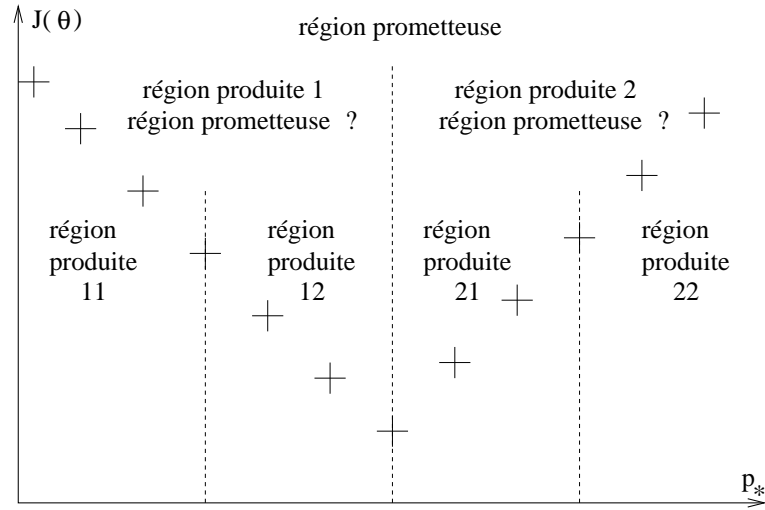 J( θ )
région prometteuse
région produite 1
région prometteuse ?
région produite 2
région prometteuse ?
région
produite
11
région
produite
12
région
produite
21
région
produite
22
p*